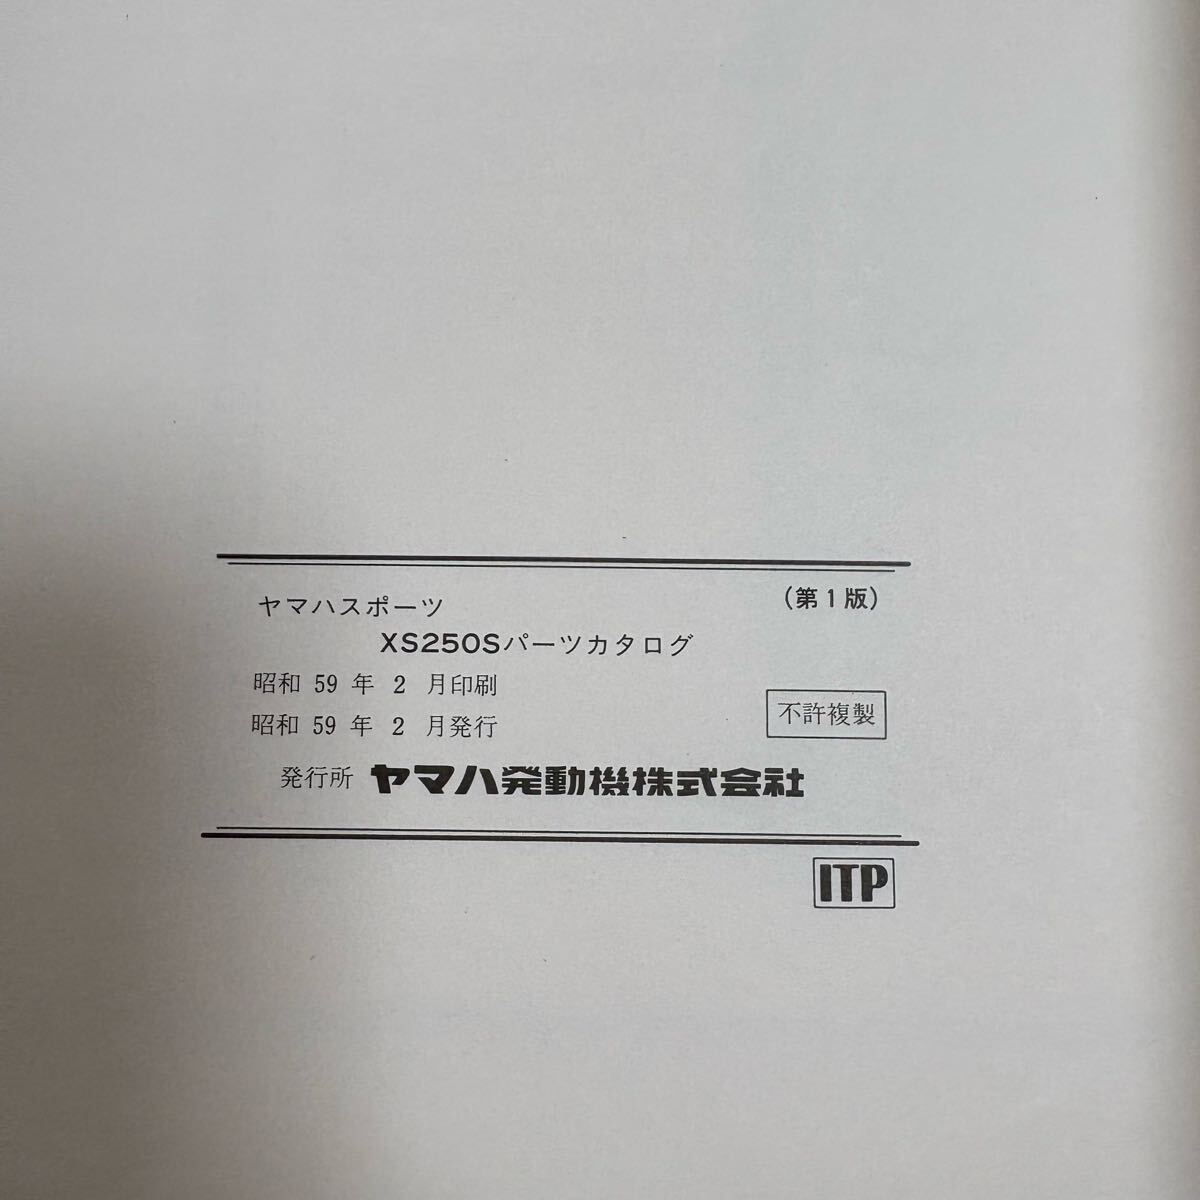 ヤマハスポーツ
(第1版)
XS250Sパーツカタログ
昭和 59 年 2 月印刷
昭和 59 年 2 月発行
不許複製
発行所 ヤマハ発動機株式会社
ITP